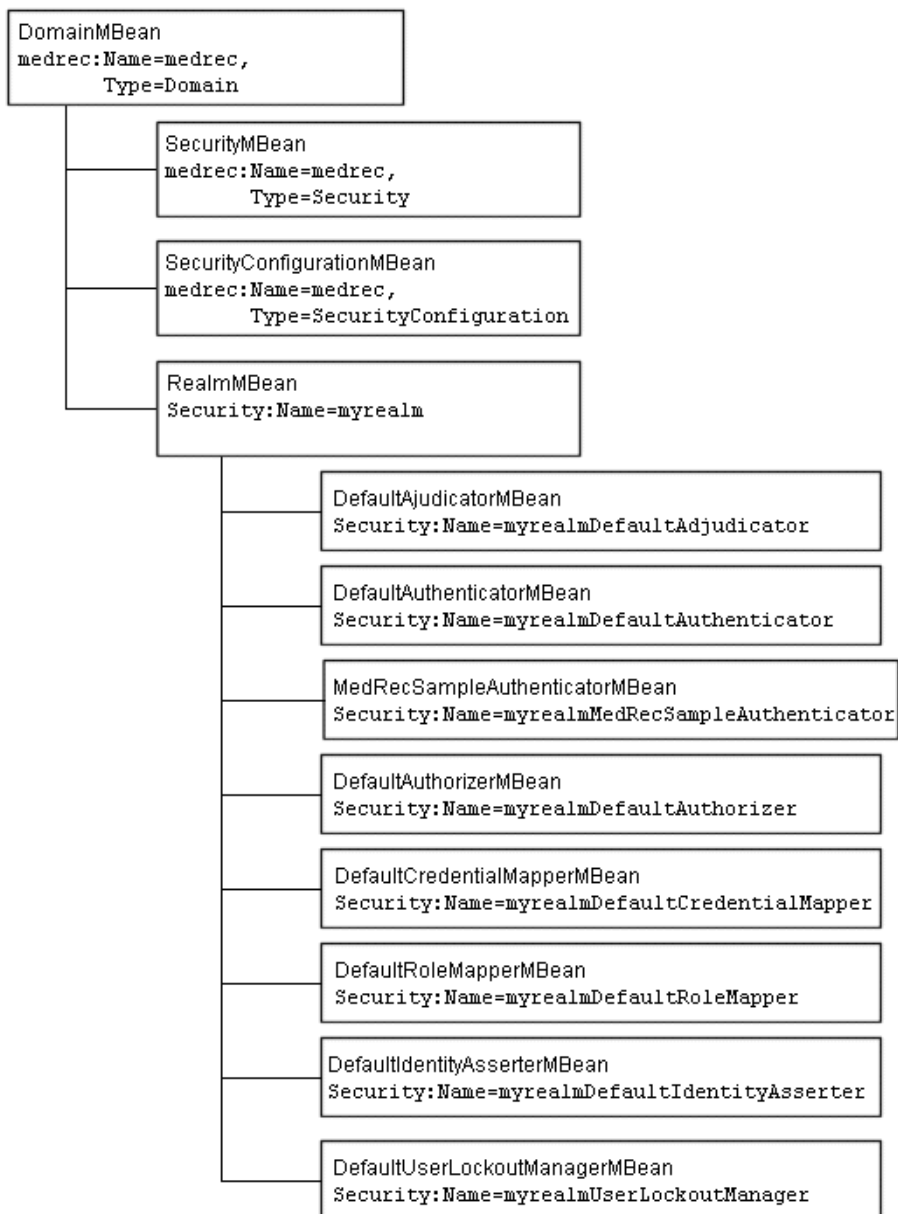 DomainMBean
medrec:Name=medrec,
Type=Domain
SecurityMBean
medrec:Name=medrec,
Type=Security
SecurityConfigurationMBean
medrec:Name=medrec,
Type=SecurityConfiguration
RealmMBean
Security:Name=myrealm
DefaultAjudicatorMBean
Security:Name=myrealmDefaultAdjudicator
DefaultAuthenticatorMBean
Security:Name=myrealmDefaultAuthenticator
MedRecSampleAuthenticatorMBean
Security:Name=myrealmMedRecSampleAuthenticator
DefaultAuthorizerMBean
Security:Name=myrealmDefaultAuthorizer
DefaultCredentialMapperMBean
Security:Name=myrealmDefaultCredentialMapper
DefaultRoleMapperMBean
Security:Name=myrealmDefaultRoleMapper
DefaultIdentityAsserterMBean
Security:Name=myrealmDefaultIdentityAsserter
DefaultUserLockoutManagerMBean
Security:Name=myrealmUserLockoutManager